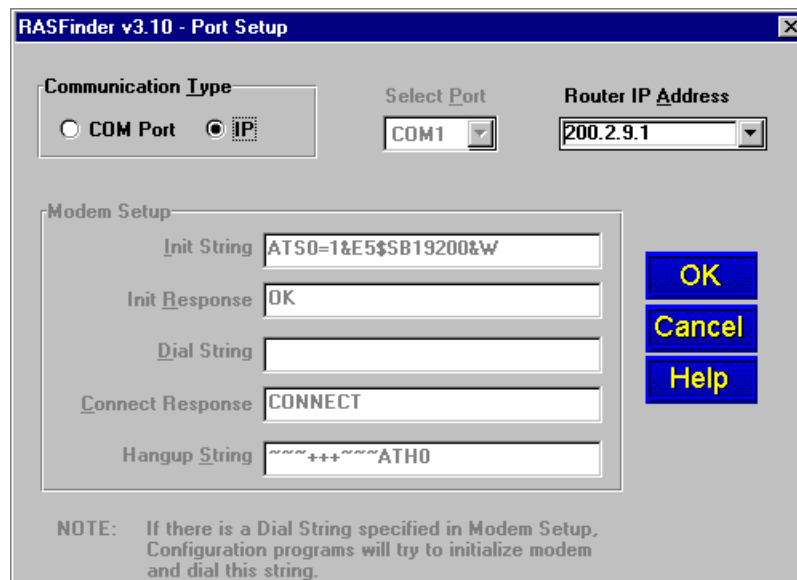 RASFinder v3.10 - Port Setup
Communication Type
COM Port
IP
Select Port
COM1
Router IP Address
200.2.9.1
Modem Setup
Init String
ATS0=1&E5$SB19200&W
Init Response
OK
Dial String
Connect Response
CONNECT
Hangup String
~~~+++~~~ATH0
OK
Cancel
Help
NOTE: If there is a Dial String specified in Modem Setup,
Configuration programs will try to initialize modem
and dial this string.